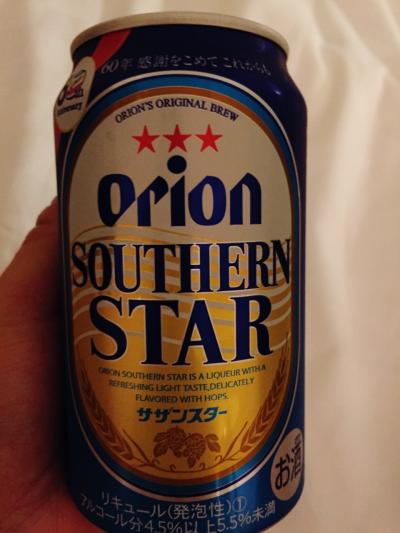 60年 感謝をこめて これからも
ORION'S ORIGINAL BREW
orion
SOUTHERN
STAR
ORION SOUTHERN STAR IS A LIQUEUR WITH A
REFRESHING LIGHT TASTE,DELICATELY
FLAVORED WITH HOPS.
サザンスター
お酒
リキュール(発泡性)①
アルコール分4.5%以上5.5%未満